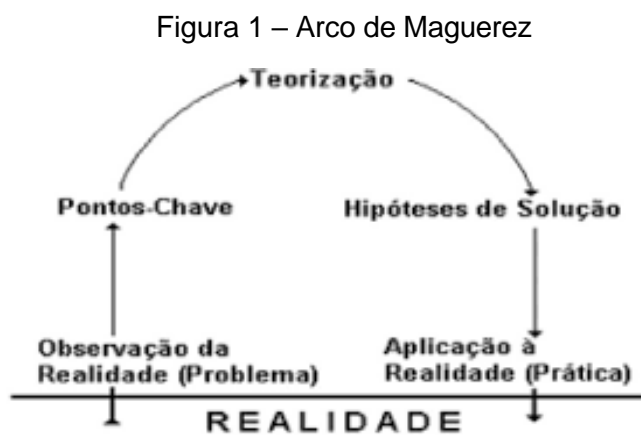 Figura 1 – Arco de Maguerez
Teorização
Pontos-Chave
Hipóteses de Solução
Observação da
Realidade (Problema)
Aplicação à
Realidade (Prática)
REALIDADE